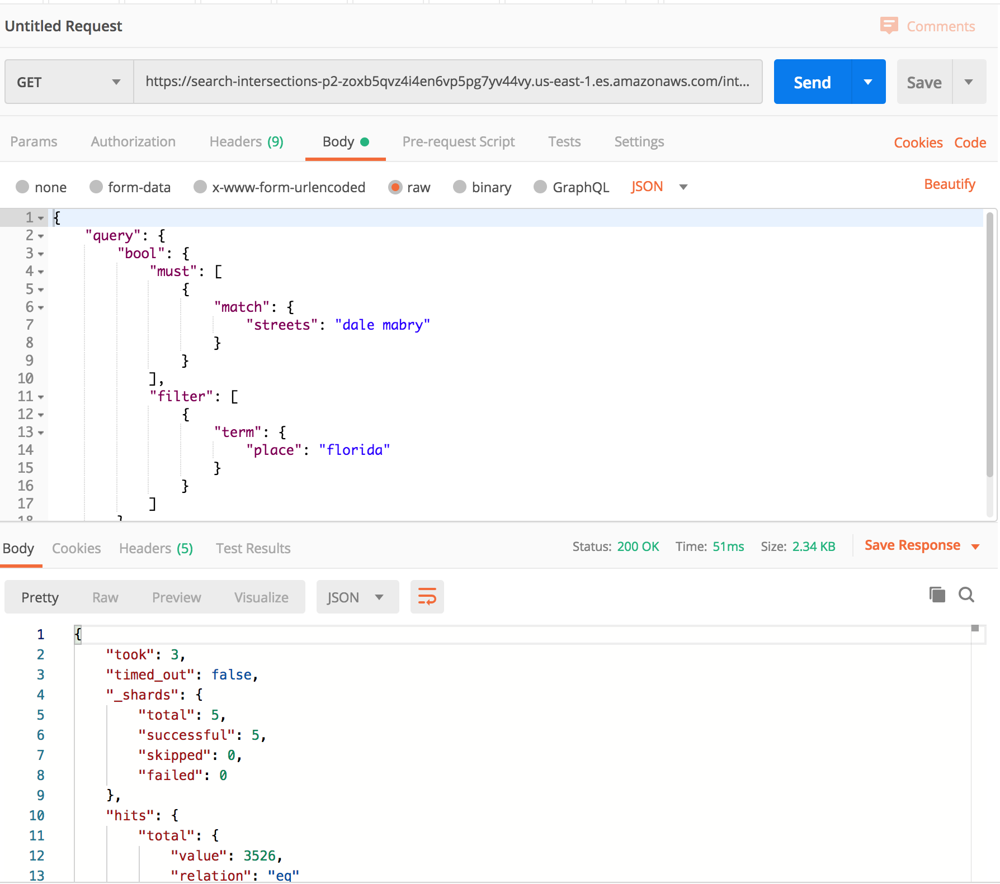 Untitled Request
Comments
GET
https://search-intersections-p2-zoxb5qvz4i4en6vp5pg7yv44vy.us-east-1.es.amazonaws.com/int...
Send
Save
Params Authorization Headers (9) Body Pre-request Script Tests Settings Cookies Code
none form-data x-www-form-urlencoded raw binary GraphQL JSON Beautify
1 {
2 "query": {
3 "bool": {
4 "must": [
5 {
6 "match": {
7 "streets": "dale mabry"
8 }
9 }
10 ],
11 "filter": [
12 {
13 "term": {
14 "place": "florida"
15 }
16 }
17 ]
18 }
Body Cookies Headers (5) Test Results Status: 200 OK Time: 51ms Size: 2.34 KB Save Response
Pretty Raw Preview Visualize JSON
1 {
2 "took": 3,
3 "timed_out": false,
4 "_shards": {
5 "total": 5,
6 "successful": 5,
7 "skipped": 0,
8 "failed": 0
9 },
10 "hits": {
11 "total": {
12 "value": 3526,
13 "relation": "eq"